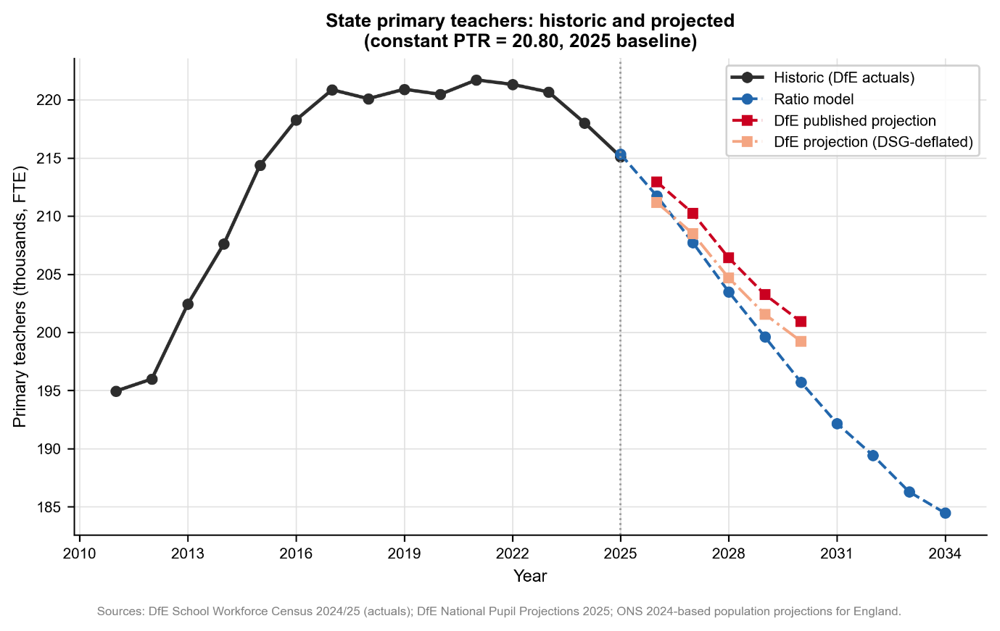 State primary teachers: historic and projected
(constant PTR = 20.80, 2025 baseline)
Historic (DfE actuals)
Ratio model
DfE published projection
DfE projection (DSG-deflated)
Primary teachers (thousands, FTE)
220
215
210
205
200
195
190
185
2010 2013 2016 2019 2022 2025 2028 2031 2034
Year
Sources: DfE School Workforce Census 2024/25 (actuals); DfE National Pupil Projections 2025; ONS 2024-based population projections for England.